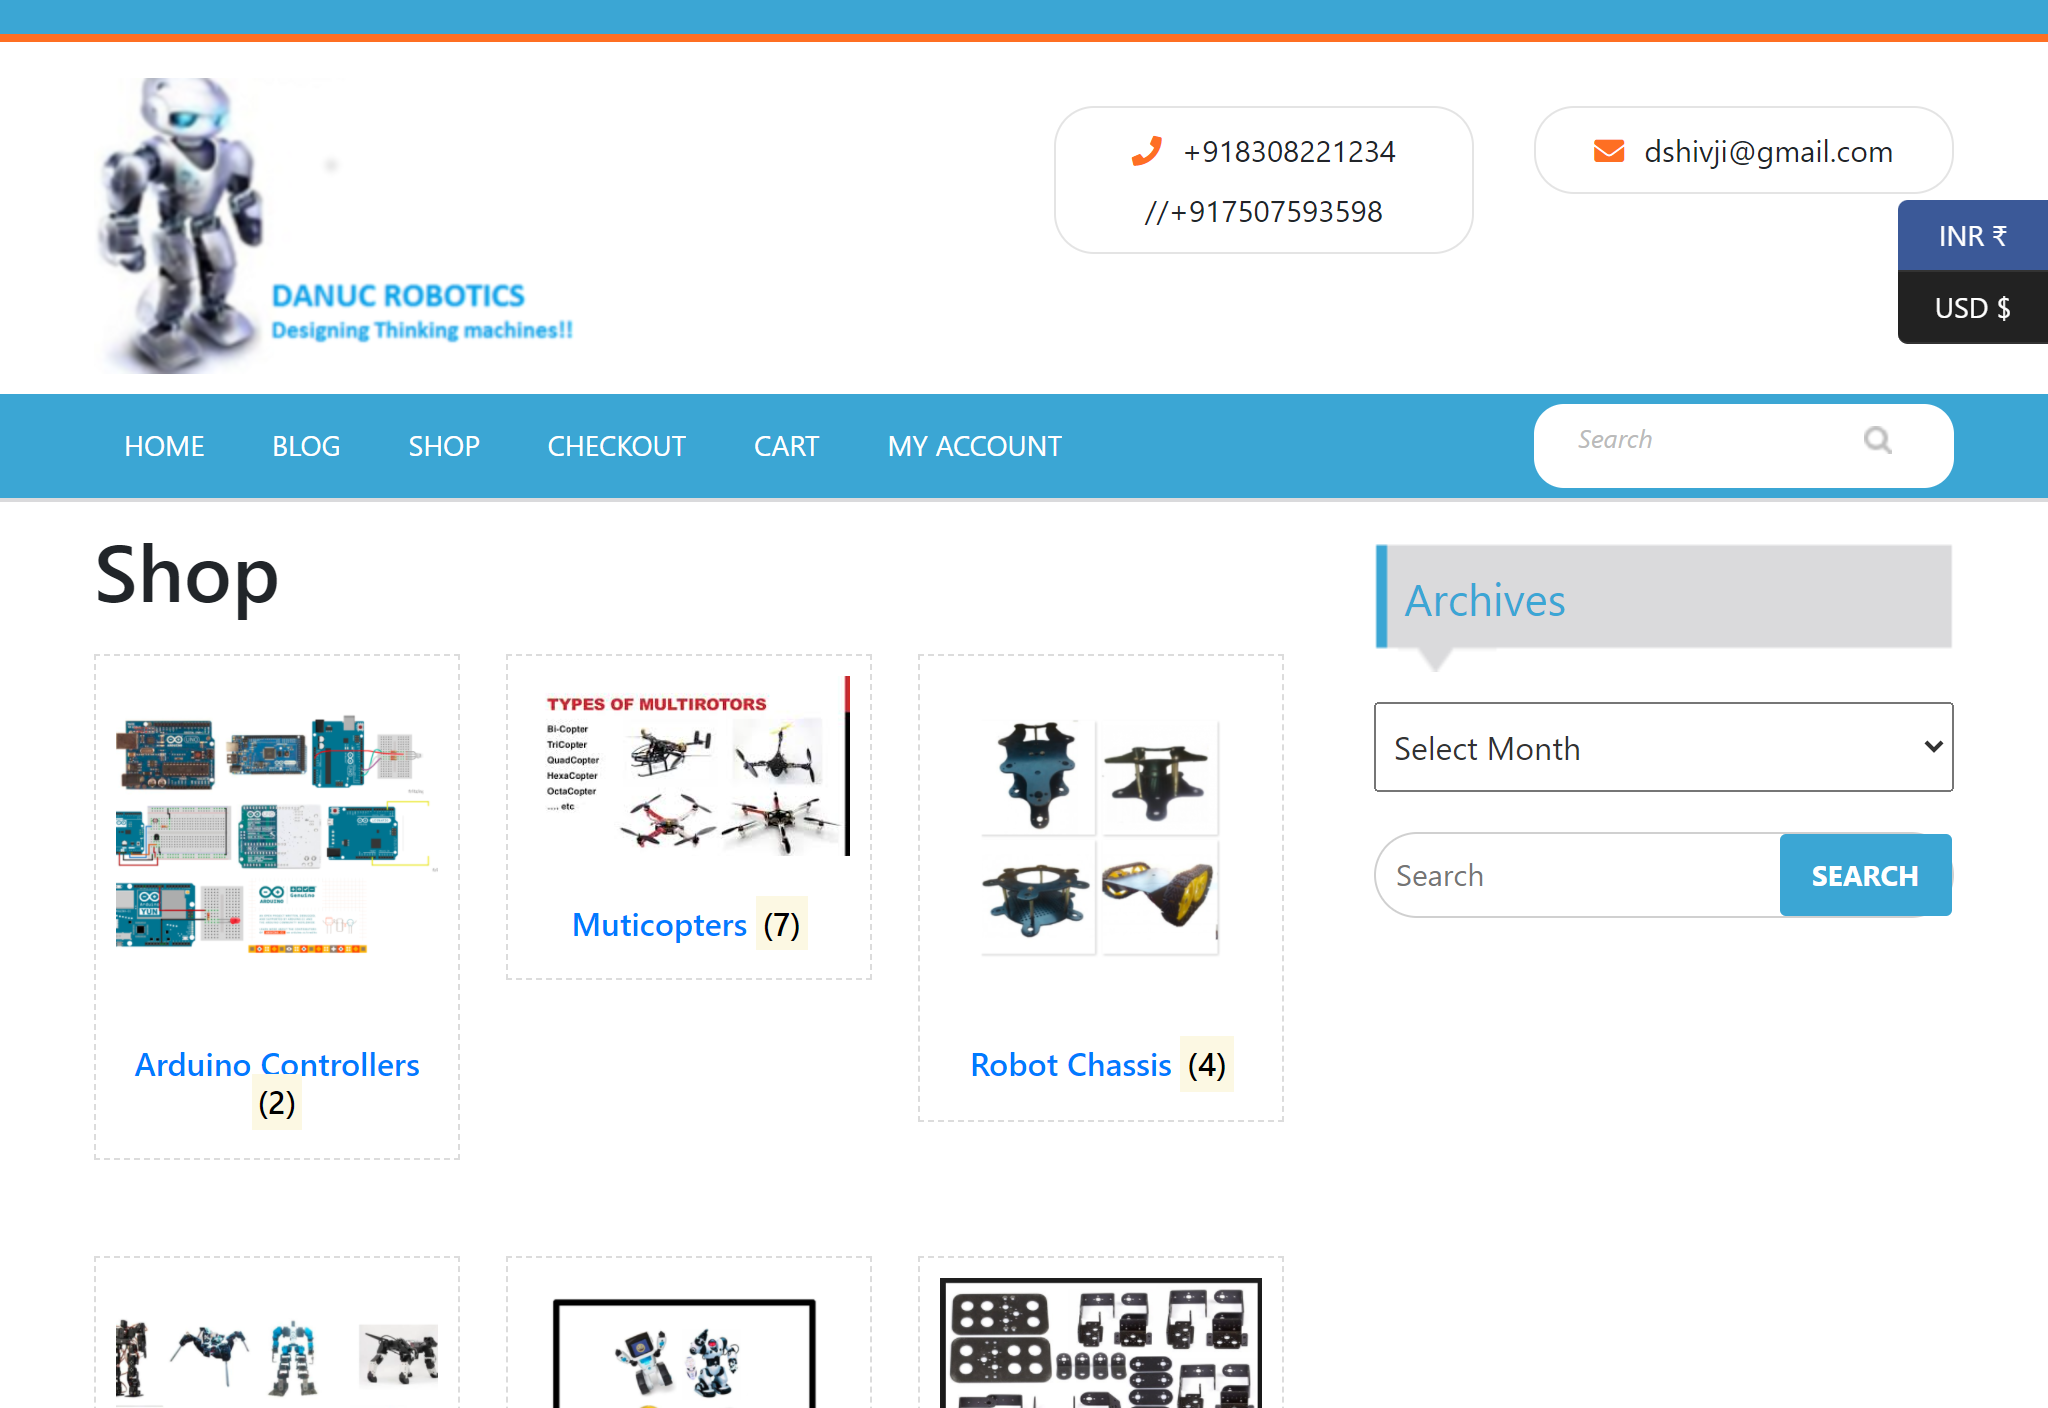 +918308221234
//+917507593598
dshivji@gmail.com
INR ₹
USD $
DANUC ROBOTICS
Designing Thinking machines!!
HOME BLOG SHOP CHECKOUT CART MY ACCOUNT
Search
Shop
Archives
Select Month
Search SEARCH
TYPES OF MULTIROTORS
Bi-Copter
TriCopter
QuadCopter
HexaCopter
OctaCopter
.... etc
YUN
Arduino Controllers
(2)
Muticopters (7)
Robot Chassis (4)